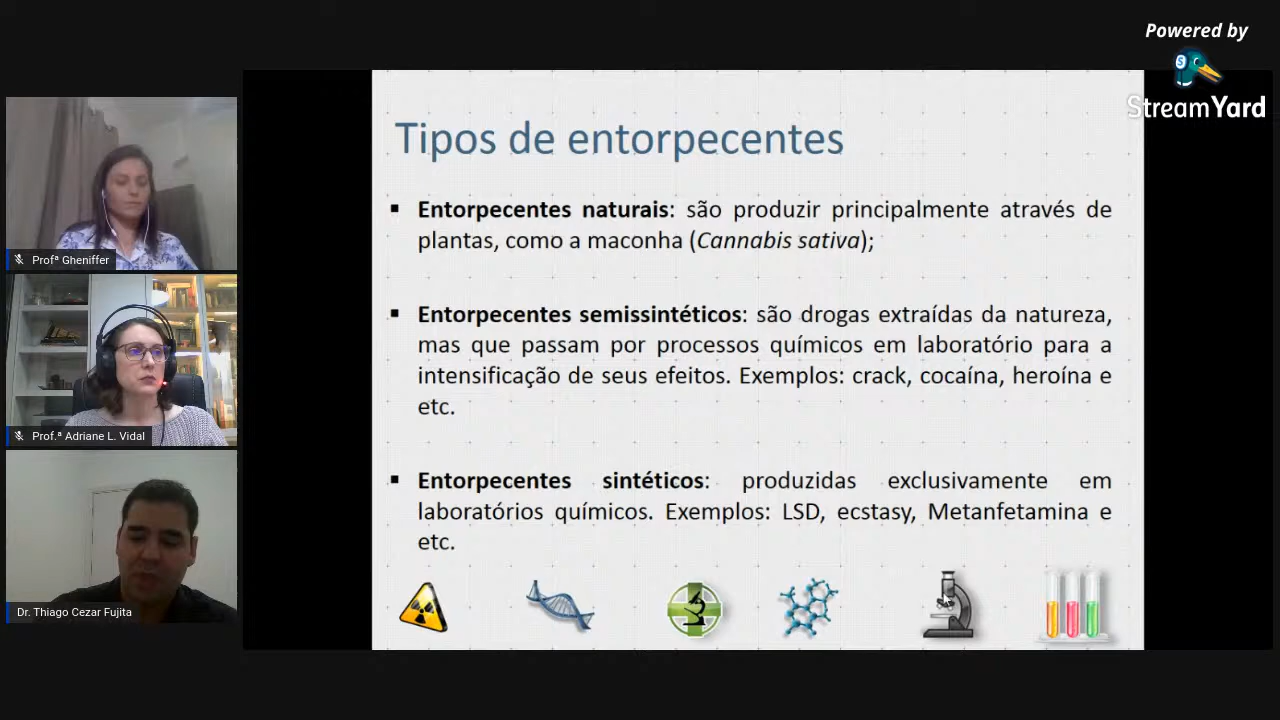 Powered by
StreamYard
Tipos de entorpecentes
▪ Entorpecentes naturais: são produzir principalmente através de
plantas, como a maconha (Cannabis sativa);
▪ Entorpecentes semissintéticos: são drogas extraídas da natureza,
mas que passam por processos químicos em laboratório para a
intensificação de seus efeitos. Exemplos: crack, cocaína, heroína e
etc.
▪ Entorpecentes sintéticos: produzidas exclusivamente em
laboratórios químicos. Exemplos: LSD, ecstasy, Metanfetamina e
etc.
Profª Gheniffer
Prof.ª Adriane L. Vidal
Dr. Thiago Cezar Fujita